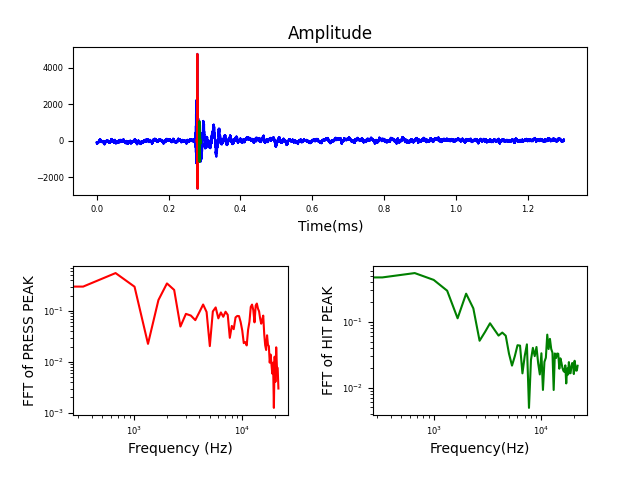 Amplitude
4000
2000
0
−2000
0.0 0.2 0.4 0.6 0.8 1.0 1.2
Time(ms)
FFT of PRESS PEAK
10⁻¹
10⁻²
10⁻³
10³ 10⁴
Frequency (Hz)
FFT of HIT PEAK
10⁻¹
10⁻²
10³ 10⁴
Frequency(Hz)